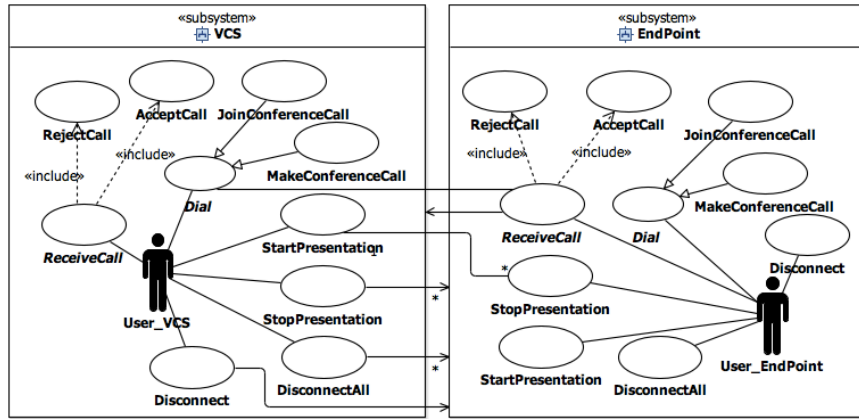 «subsystem»
VCS
RejectCall
AcceptCall
JoinConferenceCall
«include»
«include»
MakeConferenceCall
Dial
ReceiveCall
StartPresentation
User_VCS
StopPresentation
*
Disconnect
DisconnectAll
*
«subsystem»
EndPoint
RejectCall
AcceptCall
JoinConferenceCall
«include»
«include»
MakeConferenceCall
ReceiveCall
Dial
Disconnect
*
StopPresentation
User_EndPoint
StartPresentation
DisconnectAll